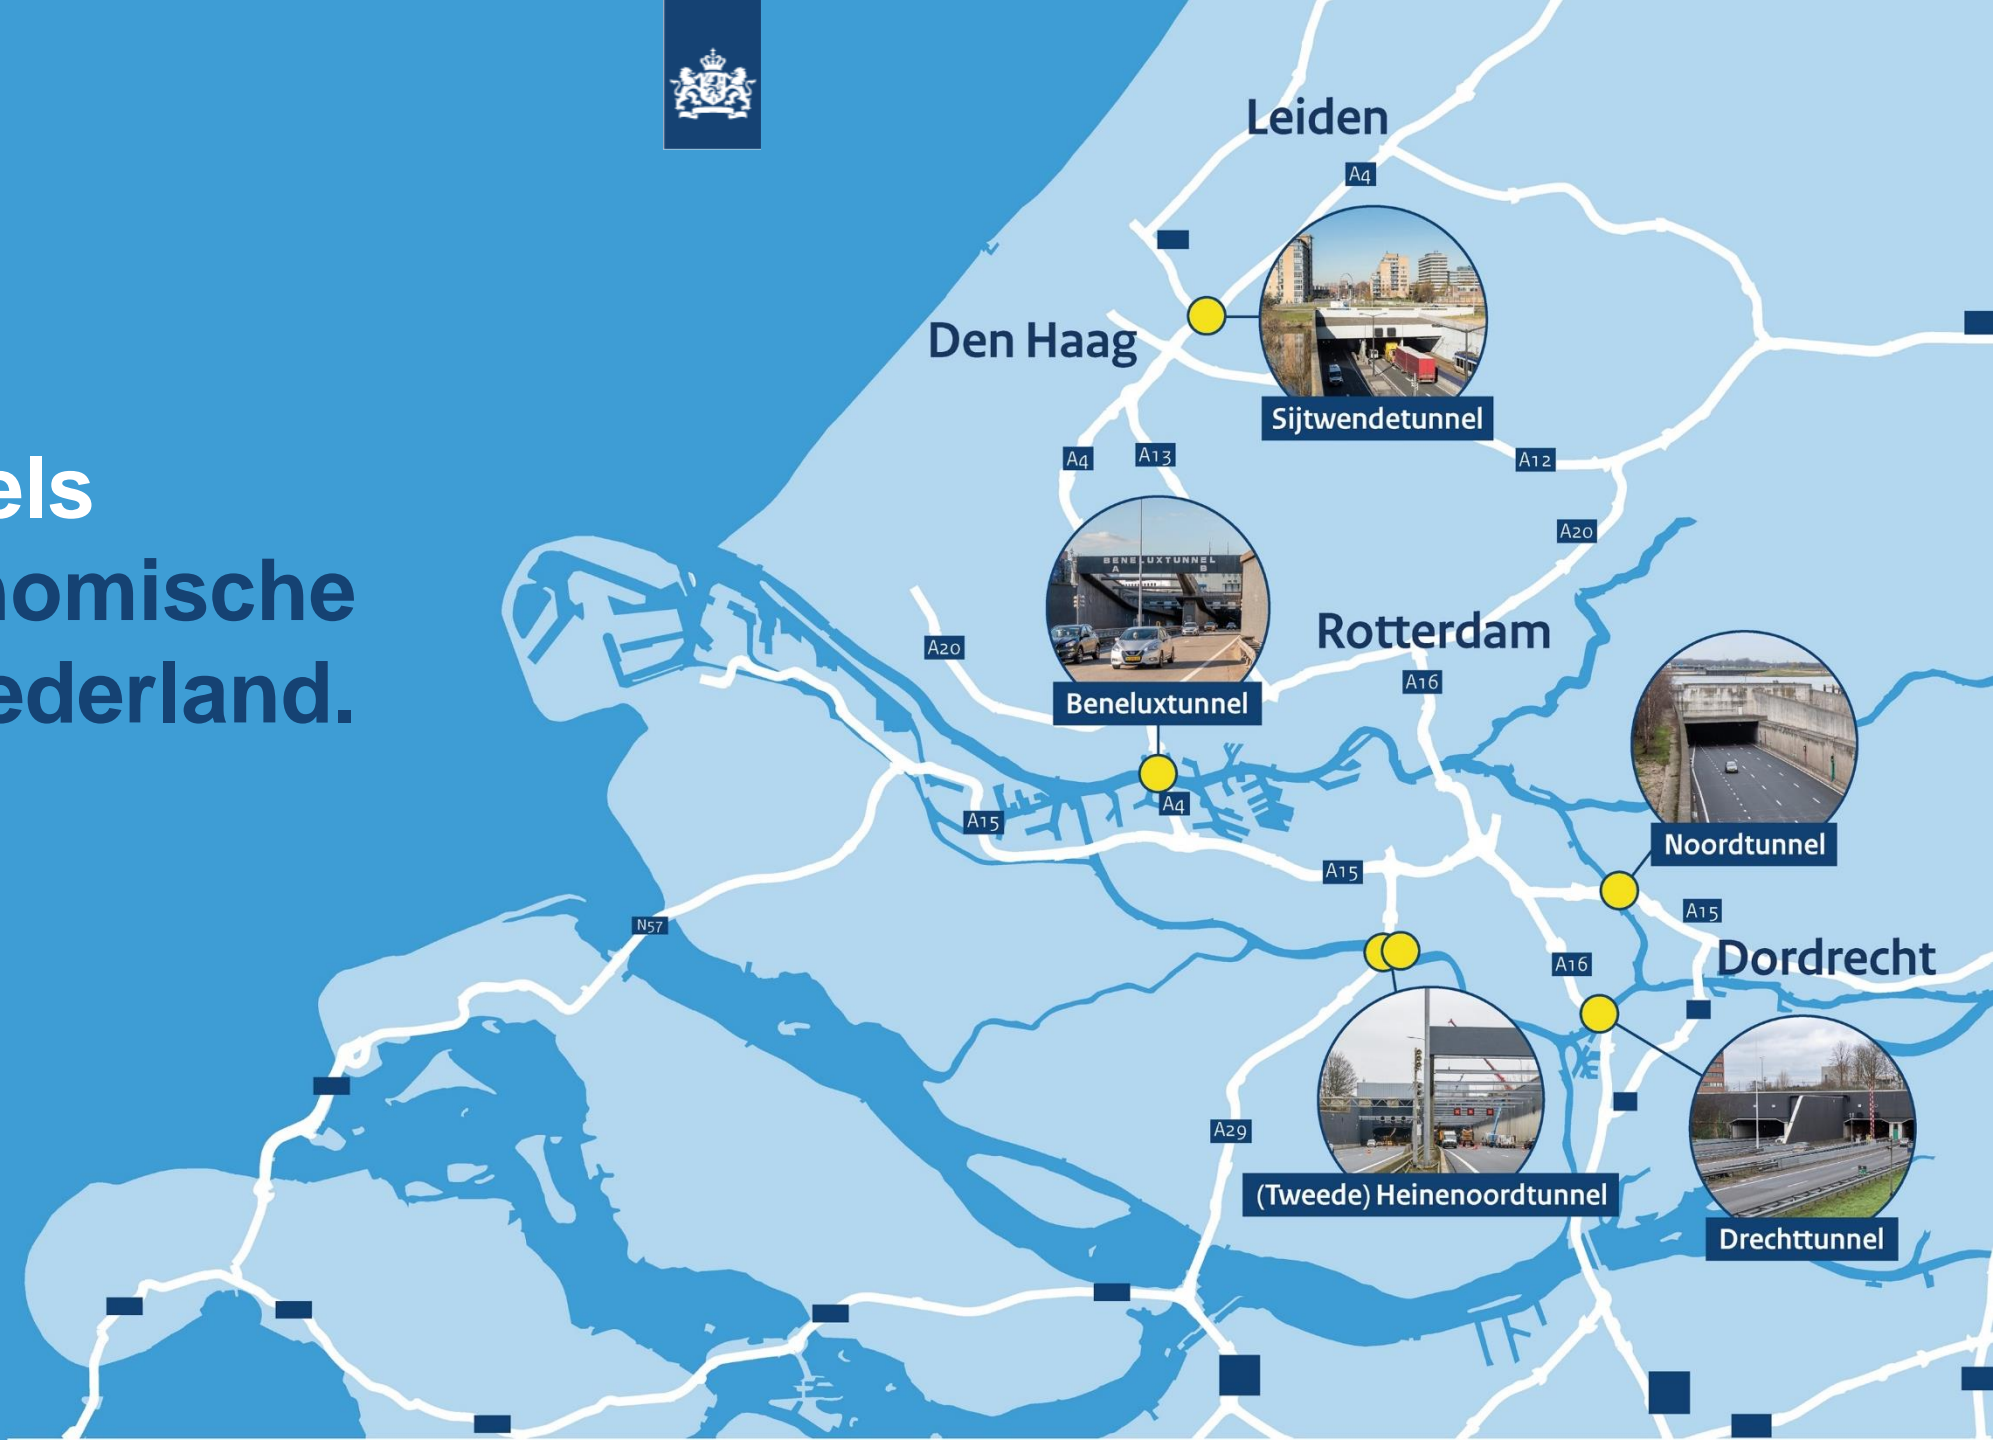 Leiden
A4
Den Haag
Sijtwendetunnel
A4
A13
A12
els
A20
BENELUXTUNNEL
A B
nomische
Rotterdam
A20
A16
ederland.
Beneluxtunnel
A4
A15
Noordtunnel
A15
A15
N57
Dordrecht
A16
A29
(Tweede) Heinenoordtunnel
Drechttunnel